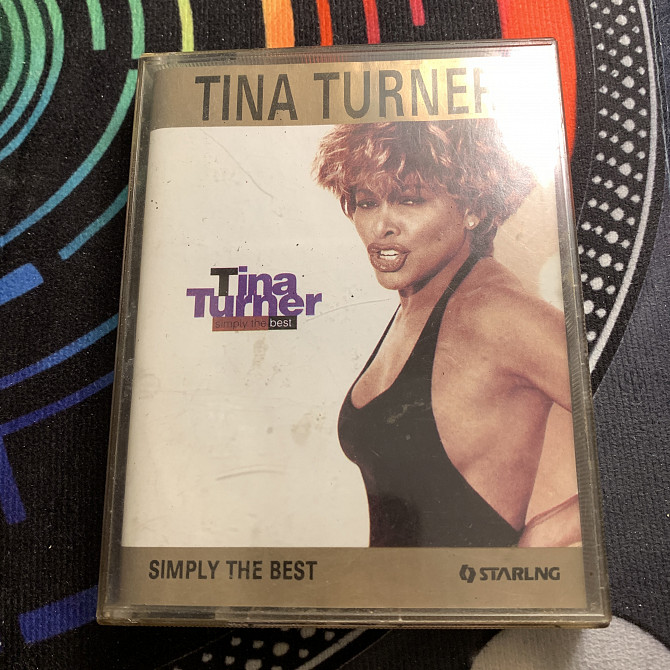 TINA TURNER
Tina
Turner
simply the best
SIMPLY THE BEST
STARLNG